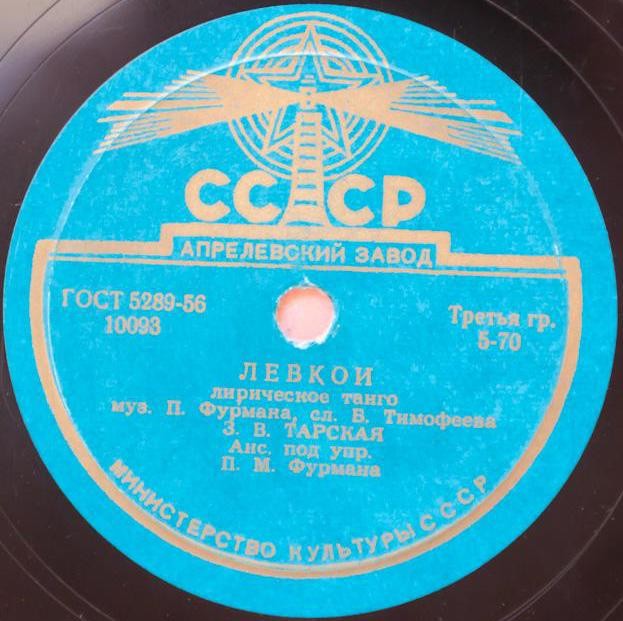 СССР
АПРЕЛЕВСКИЙ ЗАВОД
ГОСТ 5289-56
10093
Третья гр.
5-70
ЛЕВКОИ
лирическое танго
муз. П. Фурмана, сл. Б. Тимофеева
З. В. ТАРСКАЯ
Анс. под упр.
П. М. Фурмана
МИНИСТЕРСТВО КУЛЬТУРЫ СССР